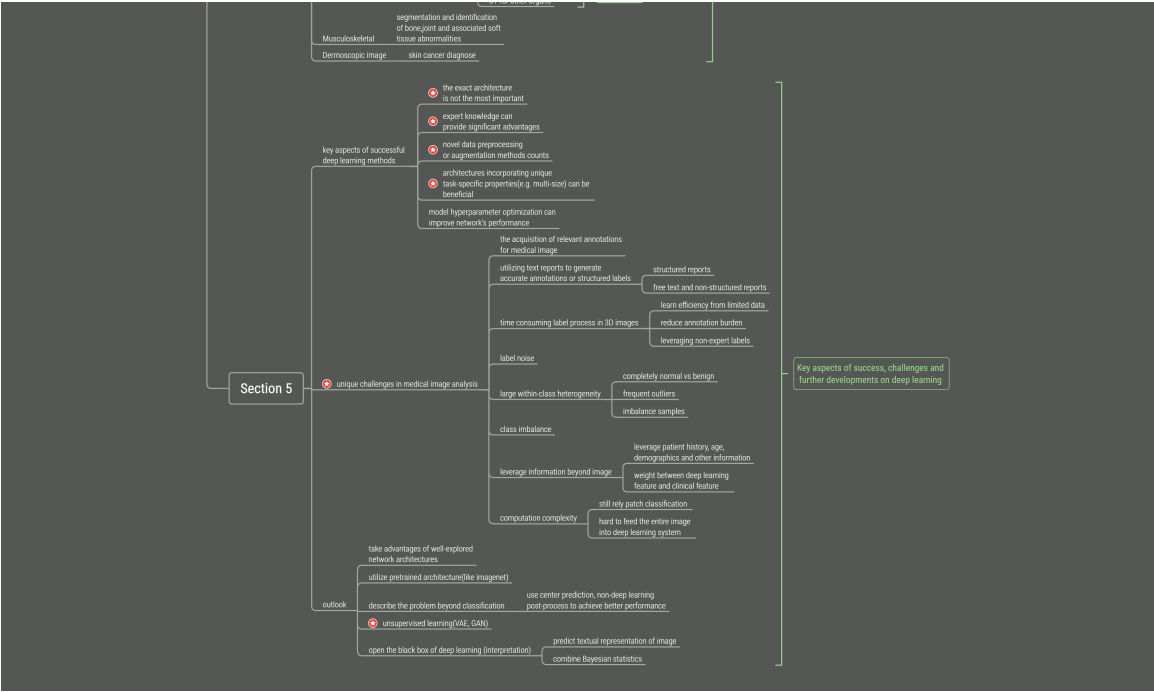 segmentation and identification
of bone,joint and associated soft
tissue abnormalities
Musculoskeletal
Dermoscopic image
skin cancer diagnose
the exact architecture
is not the most important
expert knowledge can
provide significant advantages
novel data preprocessing
or augmentation methods counts
key aspects of successful
deep learning methods
architectures incorporating unique
task-specific properties(e.g. multi-size) can be
beneficial
model hyperparameter optimization can
improve network's performance
the acquisition of relevant annotations
for medical image
utilizing text reports to generate
accurate annotations or structured labels
structured reports
free text and non-structured reports
time consuming label process in 3D images
learn efficiency from limited data
reduce annotation burden
leveraging non-expert labels
label noise
Section 5
unique challenges in medical image analysis
large within-class heterogeneity
completely normal vs benign
frequent outliers
imbalance samples
class imbalance
leverage information beyond image
leverage patient history, age,
demographics and other information
weight between deep learning
feature and clinical feature
computation complexity
still rely patch classification
hard to feed the entire image
into deep learning system
Key aspects of success, challenges and
further developments on deep learning
outlook
take advantages of well-explored
network architectures
utilize pretrained architecture(like imagenet)
describe the problem beyond classification
use center prediction, non-deep learning
post-process to achieve better performance
unsupervised learning(VAE, GAN)
open the black box of deep learning (interpretation)
predict textual representation of image
combine Bayesian statistics